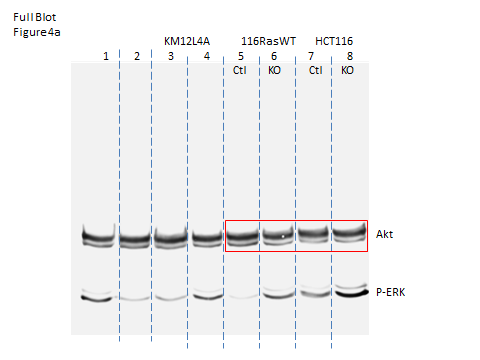 Full Blot
Figure4a
KM12L4A 116RasWT HCT116
1 2 3 4 5 6 7 8
Ctl KO Ctl KO
Akt
P-ERK